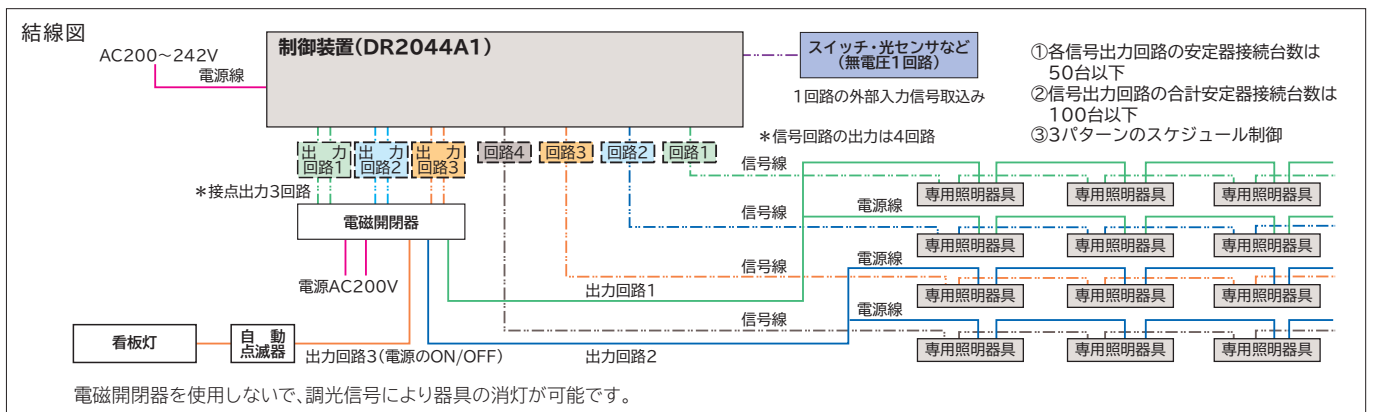 結線図
AC200～242V
電源線
制御装置(DR2044A1)
スイッチ・光センサなど
(無電圧1回路)
1回路の外部入力信号取込み
①各信号出力回路の安定器接続台数は
50台以下
②信号出力回路の合計安定器接続台数は
100台以下
③3パターンのスケジュール制御
＊信号回路の出力は4回路
出　力
回路1
出　力
回路2
出　力
回路3
回路4
回路3
回路2
回路1
＊接点出力3回路
電磁開閉器
電源AC200V
信号線
専用照明器具
専用照明器具
専用照明器具
信号線
電源線
専用照明器具
専用照明器具
専用照明器具
信号線
電源線
専用照明器具
専用照明器具
専用照明器具
信号線
電源線
専用照明器具
専用照明器具
専用照明器具
出力回路1
看板灯
自　動
点滅器
出力回路3(電源のON/OFF)
出力回路2
電磁開閉器を使用しないで、調光信号により器具の消灯が可能です。